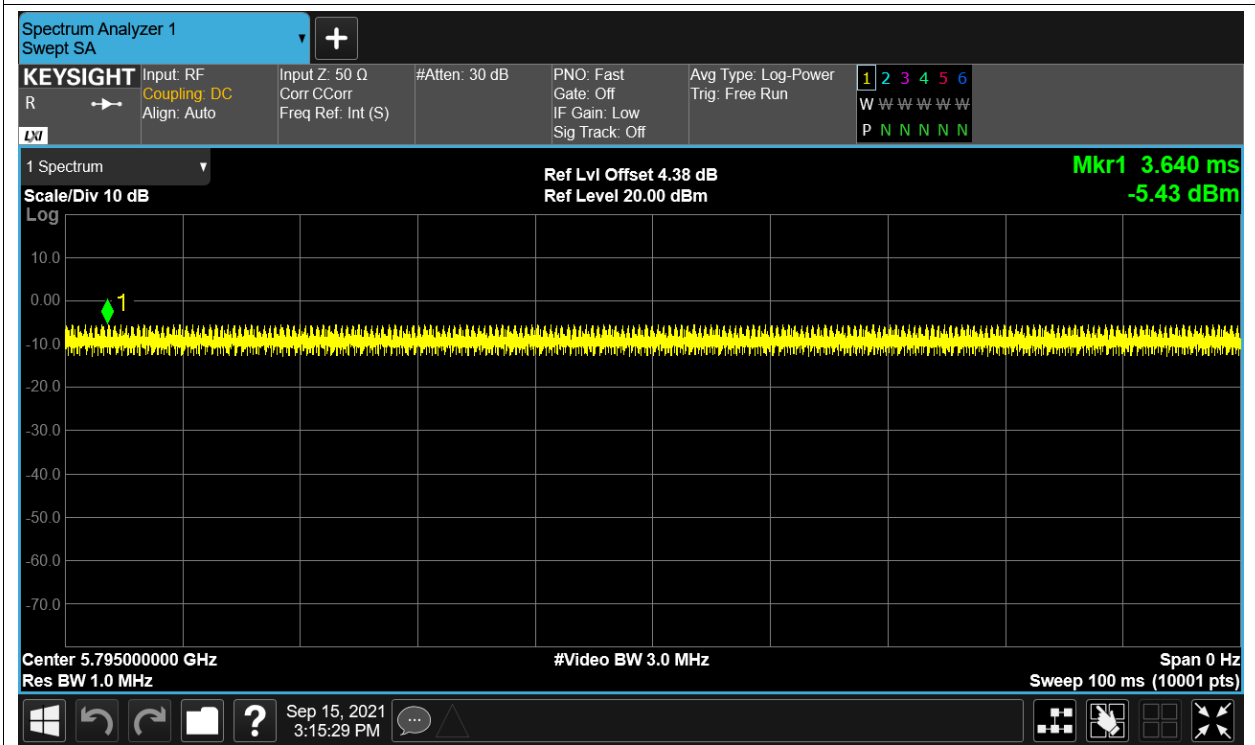 Spectrum Analyzer 1
Swept SA
KEYSIGHT
R
LXI
Input: RF
Coupling: DC
Align: Auto
Input Z: 50 Ω
Corr CCorr
Freq Ref: Int (S)
#Atten: 30 dB
PNO: Fast
Gate: Off
IF Gain: Low
Sig Track: Off
Avg Type: Log-Power
Trig: Free Run
1 2 3 4 5 6
W W W W W W
P N N N N N
1 Spectrum
Scale/Div 10 dB
Ref Lvl Offset 4.38 dB
Ref Level 20.00 dBm
Mkr1 3.640 ms
-5.43 dBm
Log
10.0
0.00
1
-10.0
-20.0
-30.0
-40.0
-50.0
-60.0
-70.0
Center 5.795000000 GHz
#Video BW 3.0 MHz
Span 0 Hz
Res BW 1.0 MHz
Sweep 100 ms (10001 pts)
?
Sep 15, 2021
3:15:29 PM